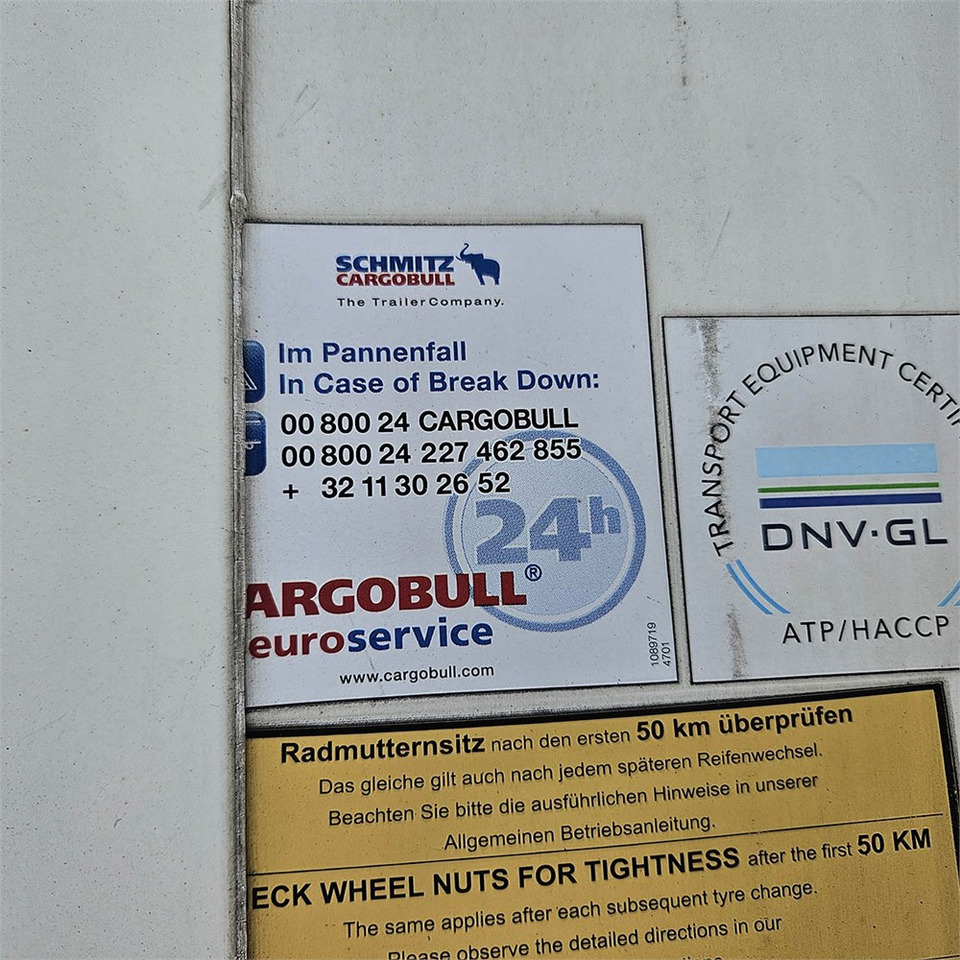 SCHMITZ
CARGOBULL
The TrailerCompany.
Im Pannenfall
In Case of Break Down:
00 800 24 CARGOBULL
00 800 24 227 462 855
+ 32 11 30 26 52
24h
ARGOBULL®
euroservice
www.cargobull.com
1089719
4701
TRANSPORT EQUIPMENT CERTIF
DNV·GL
ATP/HACCP
Radmutternsitz nach den ersten 50 km überprüfen
Das gleiche gilt auch nach jedem späteren Reifenwechsel.
Beachten Sie bitte die ausführlichen Hinweise in unserer
Allgemeinen Betriebsanleitung.
ECK WHEEL NUTS FOR TIGHTNESS after the first 50 KM
The same applies after each subsequent tyre change.
Please observe the detailed directions in our